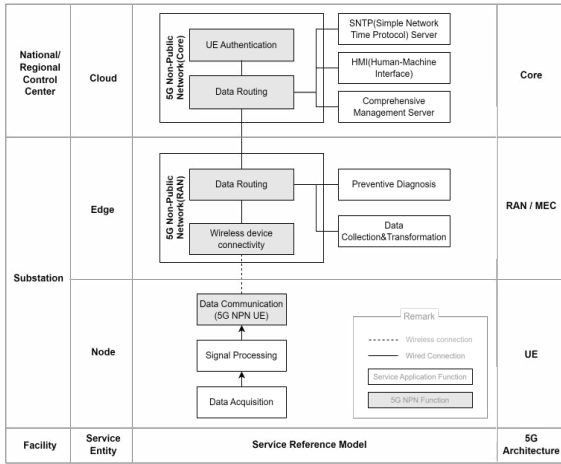 National/
Regional
Control
Center
Cloud
5G Non-Public
Network(Core)
UE Authentication
Data Routing
SNTP(Simple Network
Time Protocol) Server
HMI(Human-Machine
Interface)
Comprehensive
Management Server
Core
Substation
Edge
5G Non-Public
Network(RAN)
Data Routing
Wireless device
connectivity
Preventive Diagnosis
Data
Collection&Transformation
RAN / MEC
Node
Data Communication
(5G NPN UE)
Signal Processing
Data Acquisition
Remark
Wireless connection
Wired Connection
Service Application Function
5G NPN Function
UE
Facility
Service
Entity
Service Reference Model
5G
Architecture